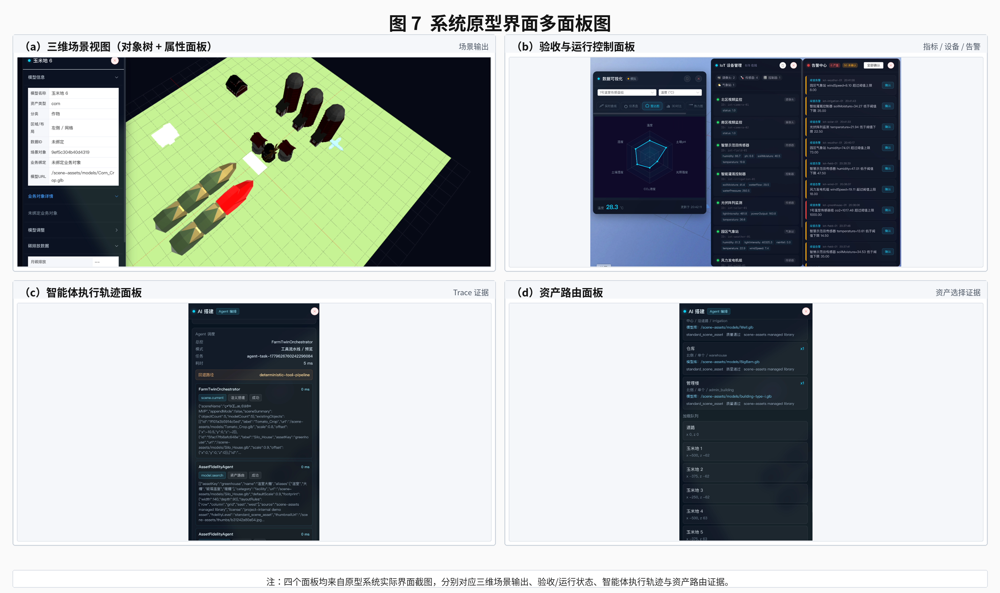 图 7 系统原型界面多面板图
（a）三维场景视图（对象树 + 属性面板）
场景输出
玉米地 6
模型信息
模型名称 玉米地 6
资产类型 corn
分类 作物
区域/布
局
左侧 / 网格
数据ID 未绑定
场景对象 9ef5c304b40d4319
业务绑定 未绑定业务对象
模型URL
/scene-assets/models/Corn_Cr
op.glb
业务对象详情
未绑定业务对象
模型调整
碳排放数据
月碳排放 --
（b）验收与运行控制面板
指标 / 设备 / 告警
数据可视化 模拟
1号温室传感器组 温度 (°C)
实时曲线 仪表盘 雷达图 3D对比 热力图
温度
湿度 土壤pH
土壤湿度 光照强度
CO₂浓度
温度 28.3 °C 更新于 20:42:11
IoT 设备管理 8/8 在线
摄像头: 2 传感器: 4 控制器: 1
气象站: 1
北区视频监控 摄像头
ID: iot-camera-01
status: 1.0
南区视频监控 摄像头
ID: iot-camera-02
status: 1.0
智慧示范田传感器 传感器
ID: iot-field-01
humidity: 66.7 ph: 6.6 soilMoisture: 46.5
temperature: 19.8
智能灌溉控制器 控制器
ID: iot-irrigation-01
soilMoisture: 41.4 waterFlow: 29.5
waterPressure: 292.5
光伏阵列监测 传感器
ID: iot-solar-01
lightIntensity: 481.8 powerOutput: 163.8
temperature: 36.6
园区气象站 气象站
ID: iot-weather-01
humidity: 61.3 lightIntensity: 46325.3 rainfall: 0.0
temperature: 22.9 windSpeed: 7.4
风力发电机组 传感器
ID: iot-wind-01
告警中心 6 严重 50 未确认 全部确认
阈值告警 iot-weather-01 20:41:58
园区气象站 windSpeed=8.10 超过阈值上限
8.00
确认
阈值告警 iot-irrigation-01 20:41:43
智能灌溉控制器 soilMoisture=34.27 低于阈值
下限 35.00
确认
阈值告警 iot-solar-01 20:41:33
光伏阵列监测 temperature=21.94 低于阈值下
限 22.50
确认
阈值告警 iot-weather-01 20:40:17
园区气象站 humidity=74.01 超过阈值上限
73.00
确认
阈值告警 iot-field-01 20:38:39
智慧示范田传感器 humidity=47.01 低于阈值
下限 47.50
确认
阈值告警 iot-wind-01 20:38:37
风力发电机组 windSpeed=19.11 超过阈值上限
18.00
确认
阈值告警 iot-greenhouse-01 20:38:06
1号温室传感器组 co2=1017.48 超过阈值上限
1000.00
确认
阈值告警 iot-field-01 20:37:48
智慧示范田传感器 temperature=13.61 低于阈
值下限 14.50
确认
阈值告警 iot-field-01 20:37:41
智慧示范田传感器 soilMoisture=34.53 低于阈
值下限 35.00
确认
（c）智能体执行轨迹面板
Trace 证据
AI 搭建 Agent 编排
Agent 调度
总控 FarmTwinOrchestrator
模式 工具流水线 / 预览
任务 agent-task-1779626760242296084
耗时 5 ms
回退路径 deterministic-tool-pipeline
FarmTwinOrchestrator 0 ms
scene.current 语义搭建 成功
MVP","appendMode":false,"sceneSummary":
{"objectCount":5,"modelCount":5},"existingObjects":
[{"id":"1f101a3b5914c5ed","label":"Tomato_Crop","url":"/scene-
assets/models/Tomato_Crop.glb","scale":0.8,"offset":
{"x":-10.5,"y":0,"z":-2}},
{"id":"5fac17fb8afc648e","label":"Silo_House","assetKey":"greenho
use","url":"/scene-
assets/models/Silo_House.glb","scale":0.9,"offset":
{"x":0,"y":0,"z":0}},{"id":"...
AssetFidelityAgent 0 ms
model.search 资产路由 成功
[{"assetKey":"greenhouse","name":"温室大棚","aliases":["温室","大
棚","玻璃温室","暖棚"],"category":"facility","url":"/scene-
assets/models/Silo_House.glb","defaultScale":0.9,"footprint":
{"width":140,"depth":90},"layoutRules":
["row","column","grid","east","west"],"source":"scene-assets
managed library","license":"project-internal demo
asset","fidelityLevel":"standard_scene_asset","thumbnailUrl":"/sce
ne-assets/thumbs/b31242a80a54.jpg...
AssetFidelityAgent 0 ms
（d）资产路由面板
资产选择证据
AI 搭建 Agent 编排
中心 / 沿道路 / irrigation
模型库: /scene-assets/models/Well.glb
standard_scene_asset 质量通过 scene-assets managed library
仓库 x1
北侧 / 单个 / warehouse
模型库: /scene-assets/models/BigBarn.glb
standard_scene_asset 质量通过 scene-assets managed library
管理楼 x1
北侧 / 单个 / admin_building
模型库: /scene-assets/models/building-type-i.glb
standard_scene_asset 质量通过 scene-assets managed library
加载队列
道路
x 0, z 0
玉米地 1
x -500, z -62
玉米地 2
x -375, z -62
玉米地 3
x -250, z -62
玉米地 4
x -500, z 63
玉米地 5
x -375, z 63
注：四个面板均来自原型系统实际界面截图，分别对应三维场景输出、验收/运行状态、智能体执行轨迹与资产路由证据。